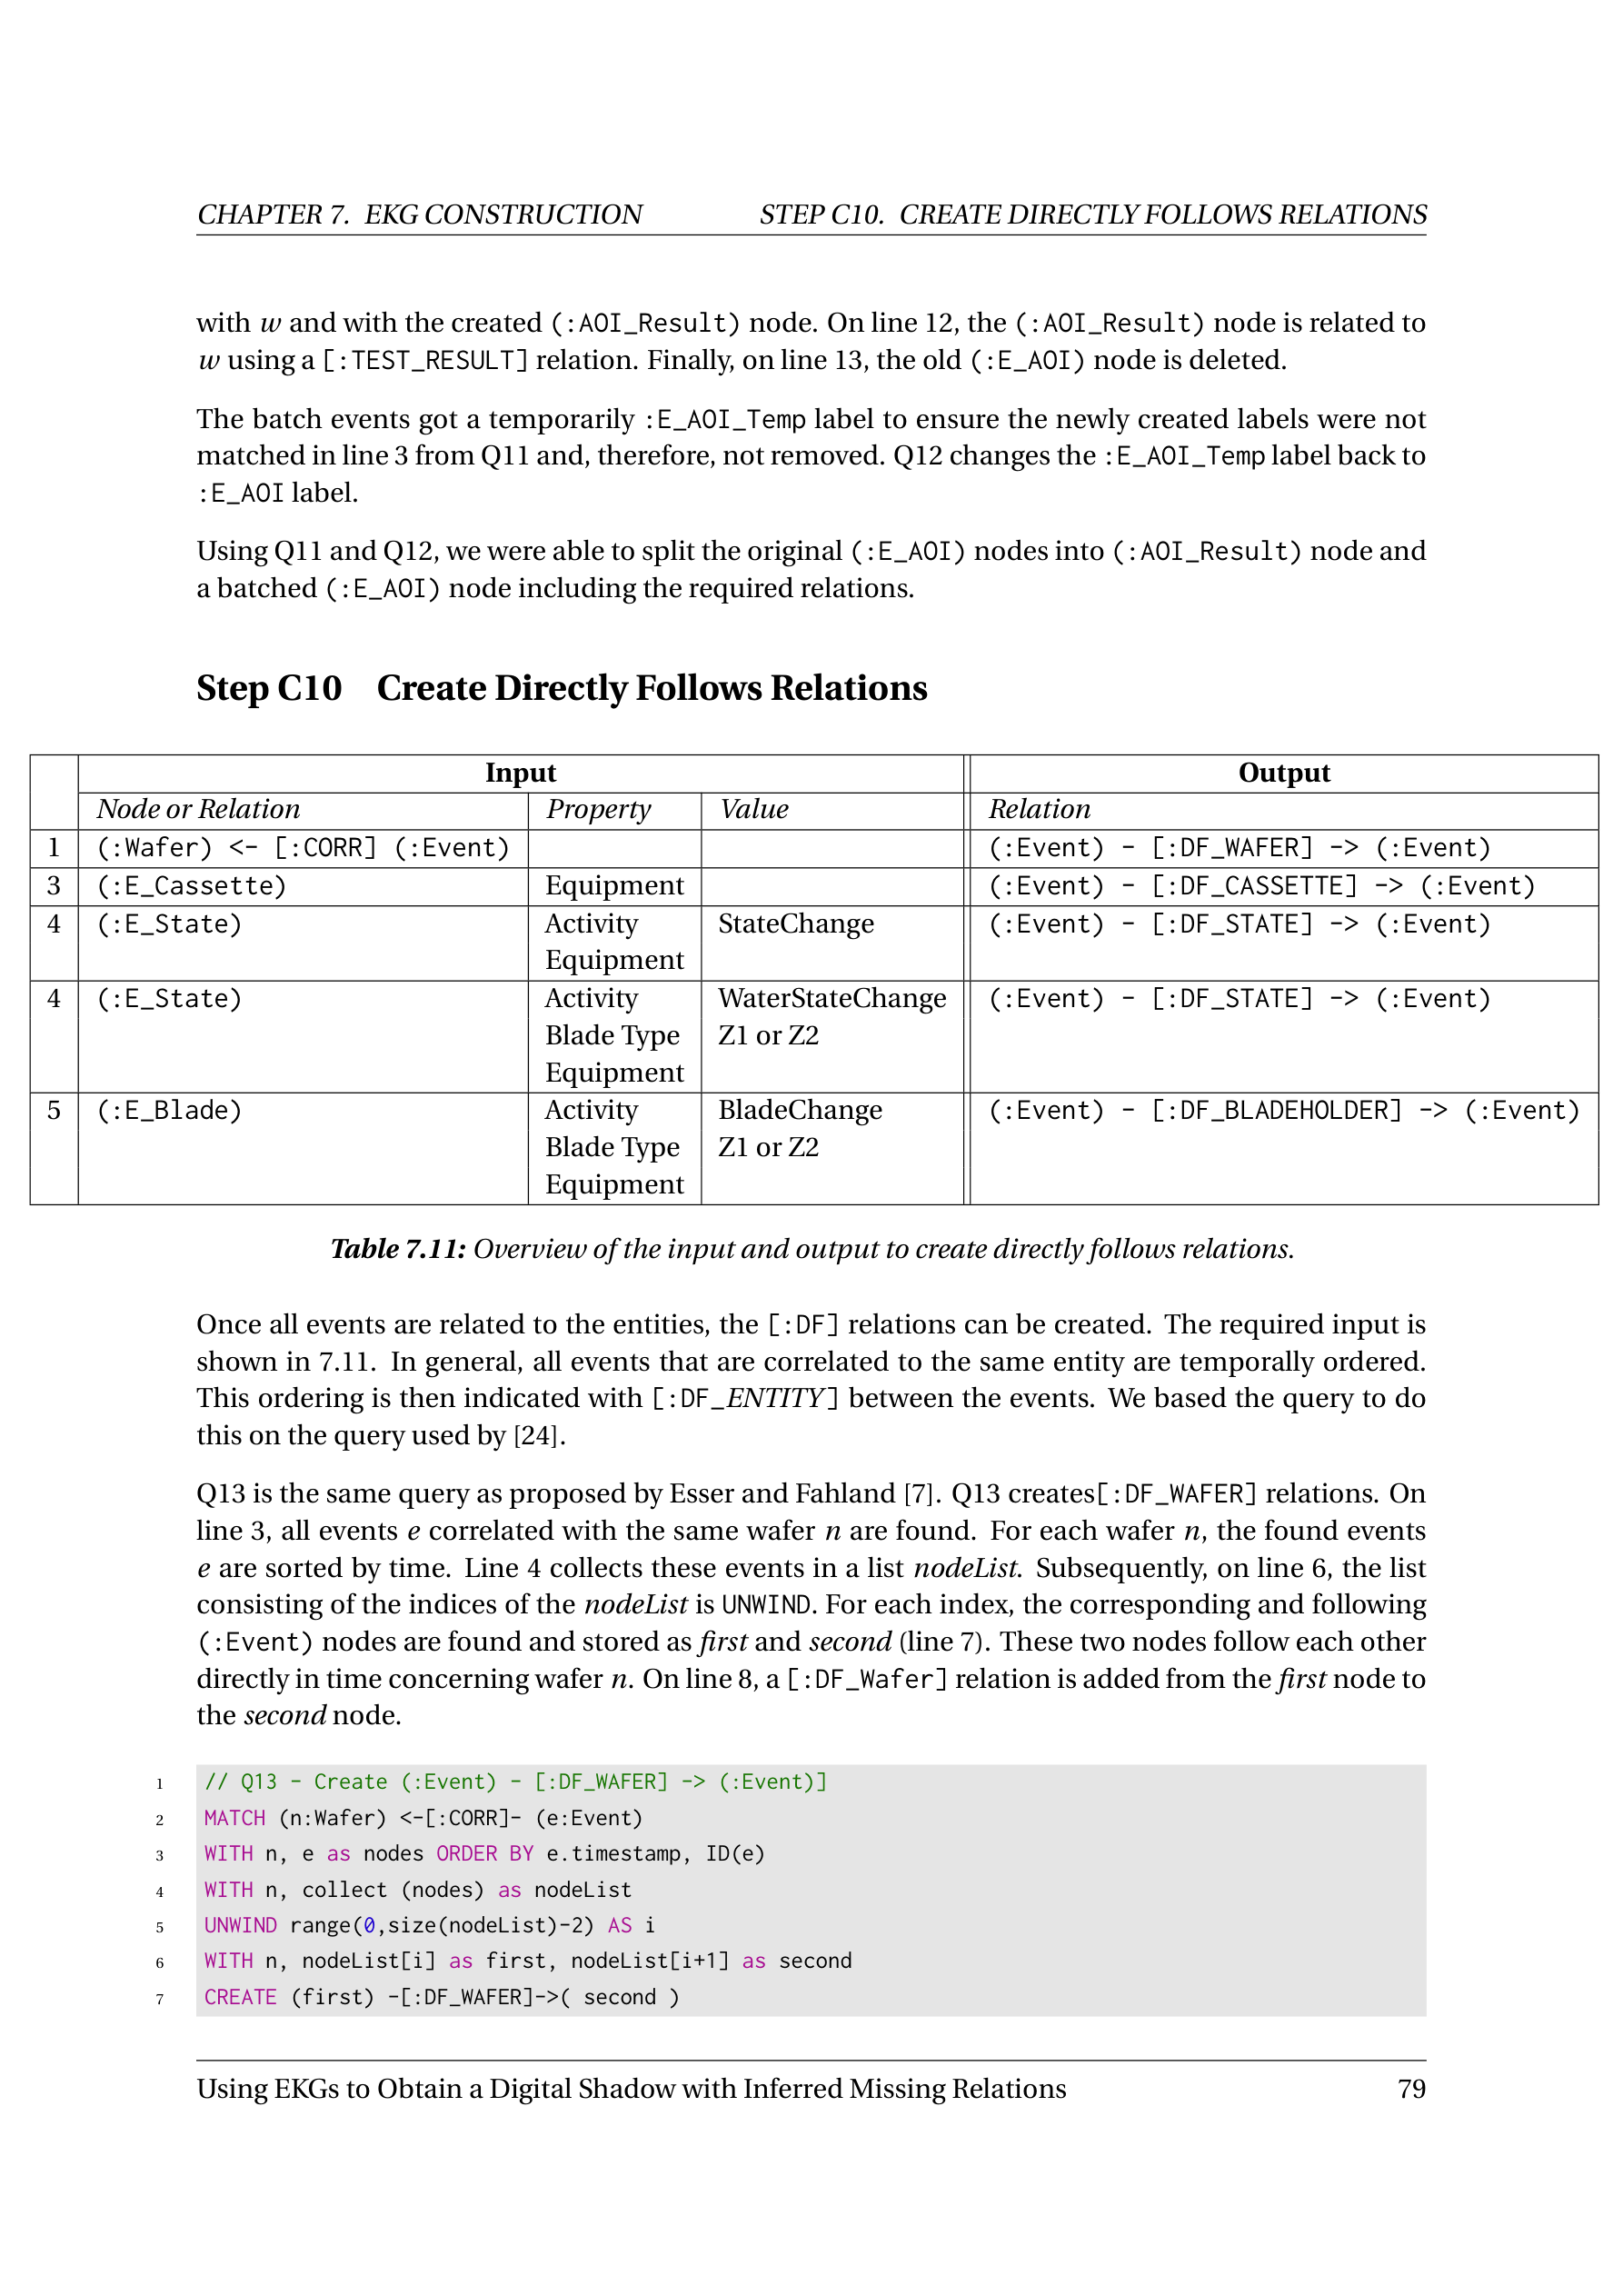 CHAPTER 7. EKG CONSTRUCTION STEP C10. CREATE DIRECTLY FOLLOWS RELATIONS
with w and with the created (:AOI_Result) node. On line 12, the (:AOI_Result) node is related to
w using a [:TEST_RESULT] relation. Finally, on line 13, the old (:E_AOI) node is deleted.
The batch events got a temporarily :E_AOI_Temp label to ensure the newly created labels were not
matched in line 3 from Q11 and, therefore, not removed. Q12 changes the :E_AOI_Temp label back to
:E_AOI label.
Using Q11 and Q12, we were able to split the original (:E_AOI) nodes into (:AOI_Result) node and
a batched (:E_AOI) node including the required relations.
Step C10 Create Directly Follows Relations
Input Output
Node or Relation Property Value Relation
1 (:Wafer) <- [:CORR] (:Event) (:Event) - [:DF_WAFER] -> (:Event)
3 (:E_Cassette) Equipment (:Event) - [:DF_CASSETTE] -> (:Event)
4 (:E_State) Activity StateChange (:Event) - [:DF_STATE] -> (:Event)
Equipment
4 (:E_State) Activity WaterStateChange (:Event) - [:DF_STATE] -> (:Event)
Blade Type Z1 or Z2
Equipment
5 (:E_Blade) Activity BladeChange (:Event) - [:DF_BLADEHOLDER] -> (:Event)
Blade Type Z1 or Z2
Equipment
Table 7.11: Overview of the input and output to create directly follows relations.
Once all events are related to the entities, the [:DF] relations can be created. The required input is
shown in 7.11. In general, all events that are correlated to the same entity are temporally ordered.
This ordering is then indicated with [:DF_ENTITY] between the events. We based the query to do
this on the query used by [24].
Q13 is the same query as proposed by Esser and Fahland [7]. Q13 creates[:DF_WAFER] relations. On
line 3, all events e correlated with the same wafer n are found. For each wafer n, the found events
e are sorted by time. Line 4 collects these events in a list nodeList. Subsequently, on line 6, the list
consisting of the indices of the nodeList is UNWIND. For each index, the corresponding and following
(:Event) nodes are found and stored as first and second (line 7). These two nodes follow each other
directly in time concerning wafer n. On line 8, a [:DF_Wafer] relation is added from the first node to
the second node.
1 // Q13 - Create (:Event) - [:DF_WAFER] -> (:Event)]
2 MATCH (n:Wafer) <-[:CORR]- (e:Event)
3 WITH n, e as nodes ORDER BY e.timestamp, ID(e)
4 WITH n, collect (nodes) as nodeList
5 UNWIND range(0,size(nodeList)-2) AS i
6 WITH n, nodeList[i] as first, nodeList[i+1] as second
7 CREATE (first) -[:DF_WAFER]->( second )
Using EKGs to Obtain a Digital Shadow with Inferred Missing Relations 79